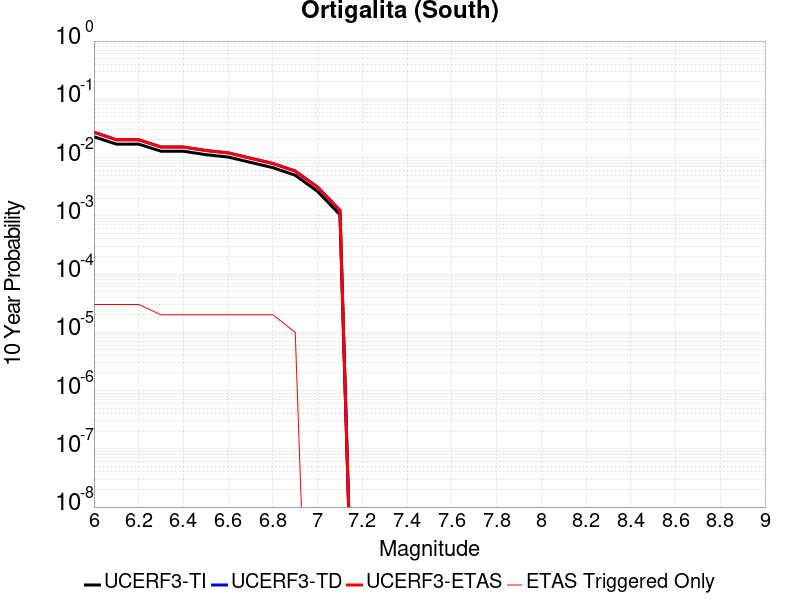 Ortigalita (South)
10 0
10 -1
10 -2
10 -3
10 -4
10 -5
10 -6
10 -7
10 -8
10 Year Probability
6 6.2 6.4 6.6 6.8 7 7.2 7.4 7.6 7.8 8 8.2 8.4 8.6 8.8 9
Magnitude
UCERF3-TI UCERF3-TD UCERF3-ETAS ETAS Triggered Only